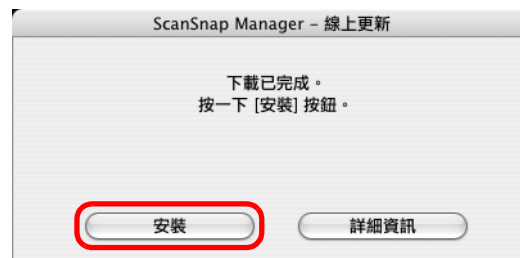 ScanSnap Manager – 線上更新
下載已完成。
按一下 [安裝] 按鈕。
安裝
詳細資訊